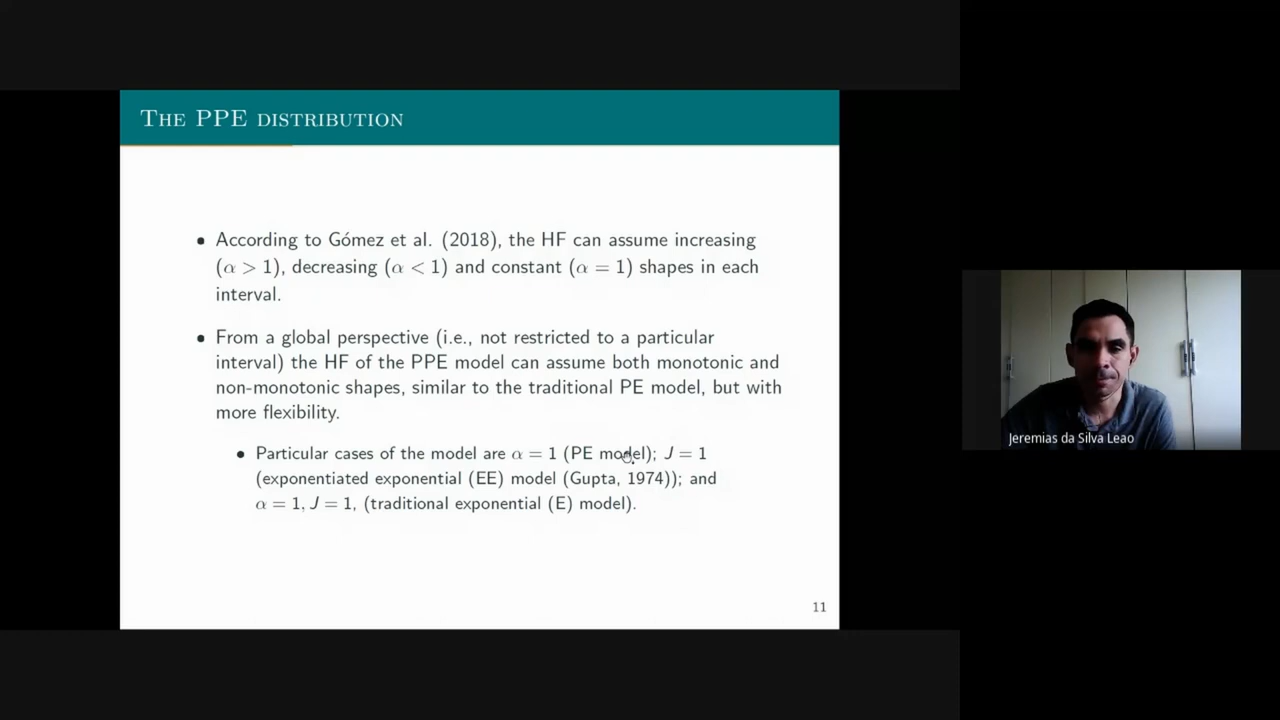 THE PPE DISTRIBUTION
• According to Gómez et al. (2018), the HF can assume increasing
(α > 1), decreasing (α < 1) and constant (α = 1) shapes in each
interval.
• From a global perspective (i.e., not restricted to a particular
interval) the HF of the PPE model can assume both monotonic and
non-monotonic shapes, similar to the traditional PE model, but with
more flexibility.
• Particular cases of the model are α = 1 (PE model); J = 1
(exponentiated exponential (EE) model (Gupta, 1974)); and
α = 1, J = 1, (traditional exponential (E) model).
11
Jeremias da Silva Leao